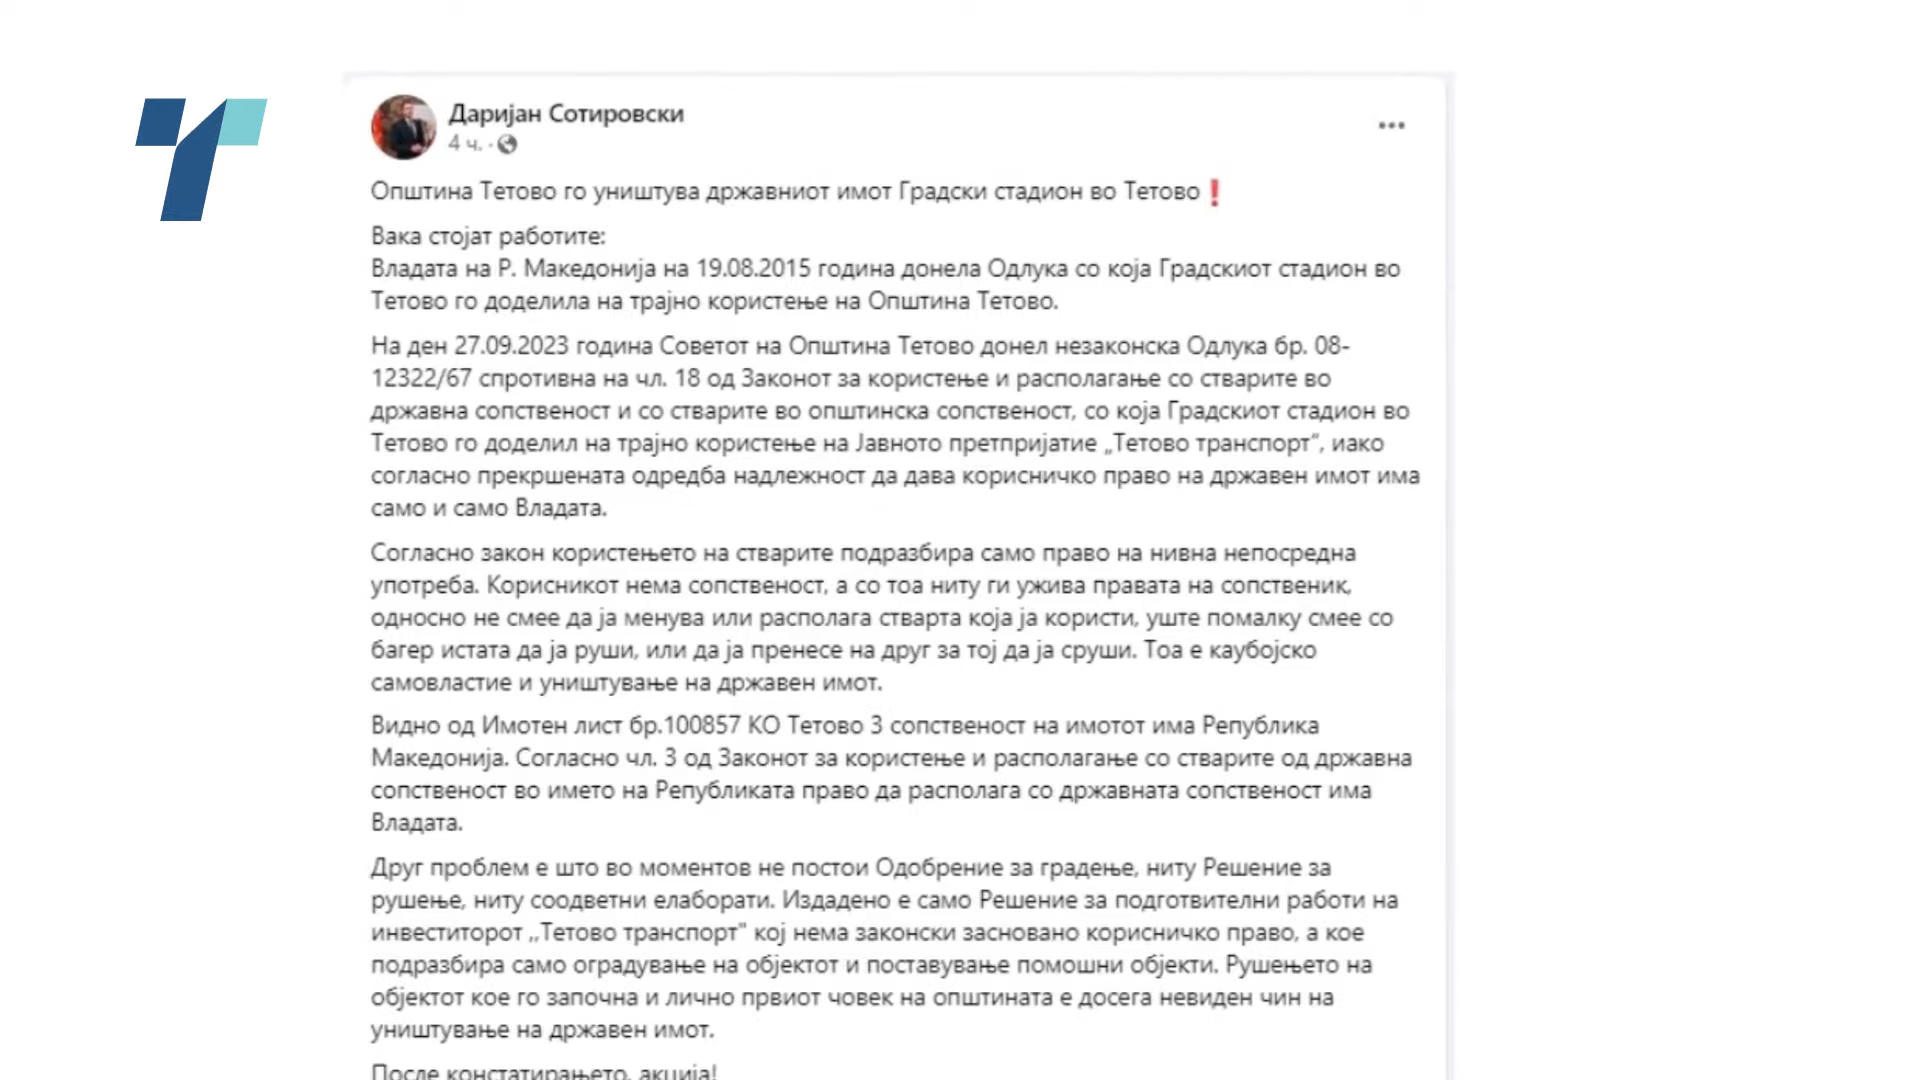 Даријан Сотировски
4 ч. ·
Општина Тетово го уништува државниот имот Градски стадион во Тетово❗
Вака стојат работите:
Владата на Р. Македонија на 19.08.2015 година донела Одлука со која Градскиот стадион во
Тетово го доделила на трајно користење на Општина Тетово.
На ден 27.09.2023 година Советот на Општина Тетово донел незаконска Одлука бр. 08-
12322/67 спротивна на чл. 18 од Законот за користење и располагање со стварите во
државна сопственост и со стварите во општинска сопственост, со која Градскиот стадион во
Тетово го доделил на трајно користење на Јавното претпријатие „Тетово транспорт“, иако
согласно прекршената одредба надлежност да дава корисничко право на државен имот има
само и само Владата.
Согласно закон користењето на стварите подразбира само право на нивна непосредна
употреба. Корисникот нема сопственост, а со тоа ниту ги ужива правата на сопственик,
односно не смее да ја менува или располага стварта која ја користи, уште помалку смее со
багер истата да ја руши, или да ја пренесе на друг за тој да ја сруши. Тоа е каубојско
самовластие и уништување на државен имот.
Видно од Имотен лист бр.100857 КО Тетово 3 сопственост на имотот има Република
Македонија. Согласно чл. 3 од Законот за користење и располагање со стварите од државна
сопственост во името на Републиката право да располага со државната сопственост има
Владата.
Друг проблем е што во моментов не постои Одобрение за градење, ниту Решение за
рушење, ниту соодветни елаборати. Издадено е само Решение за подготвителни работи на
инвеститорот ,,Тетово транспорт" кој нема законски засновано корисничко право, а кое
подразбира само оградување на објектот и поставување помошни објекти. Рушењето на
објектот кое го започна и лично првиот човек на општината е досега невиден чин на
уништување на државен имот.
После констатирањето, акција!